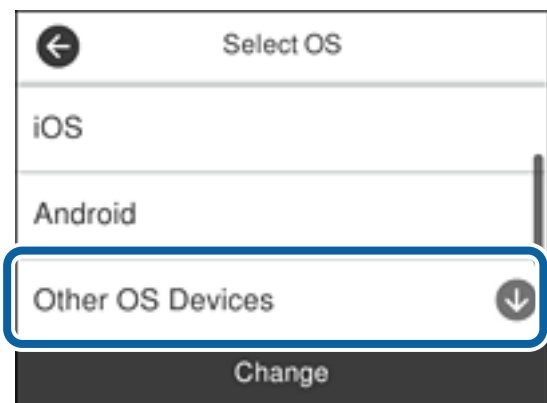 Select OS
iOS
Android
Other OS Devices
Change